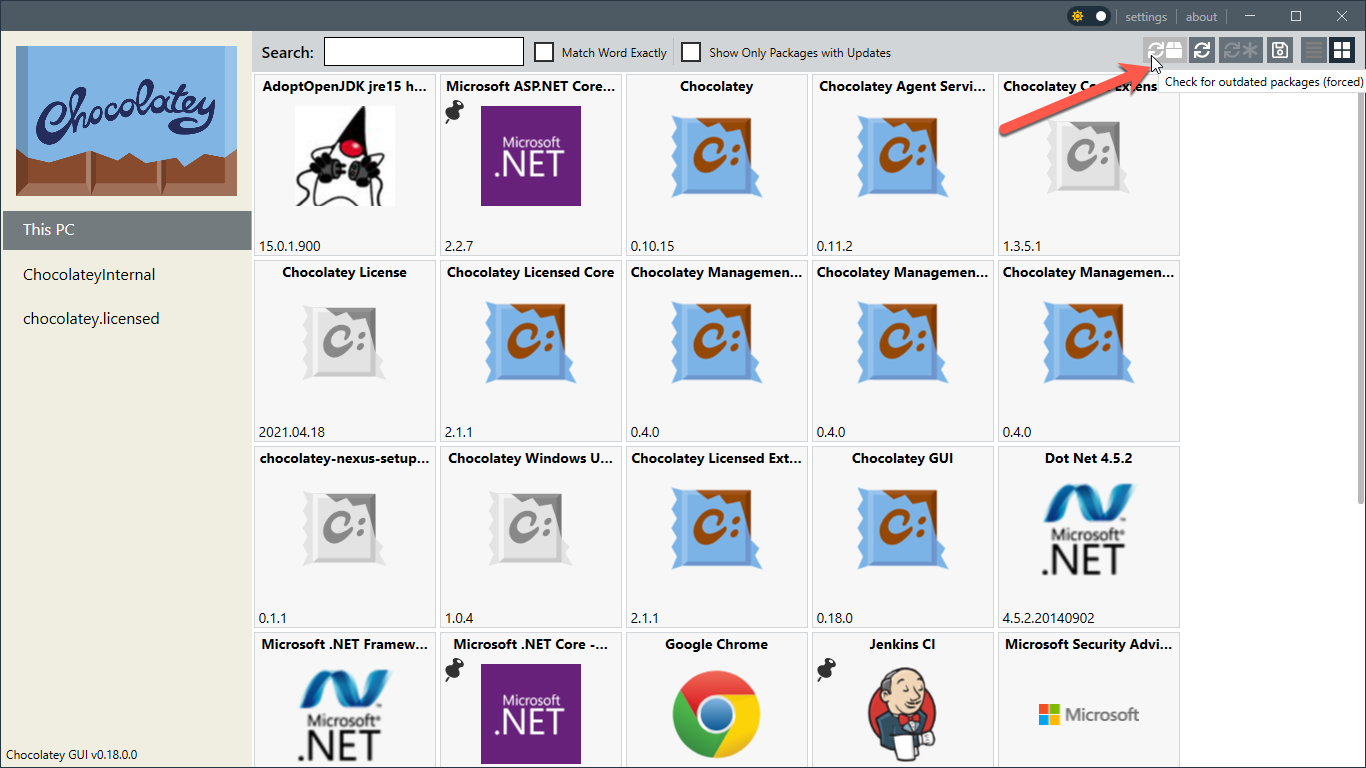 settings
about
Chocolatey
Search:
Match Word Exactly
Show Only Packages with Updates
Check for outdated packages (forced)
This PC
ChocolateyInternal
chocolatey.licensed
AdoptOpenJDK jre15 h...
Microsoft ASP.NET Core...
Chocolatey
Chocolatey Agent Servi...
Chocolatey Co
Extens
Microsoft
.NET
C:
C:
C:
15.0.1.900
2.2.7
0.10.15
0.11.2
1.3.5.1
Chocolatey License
Chocolatey Licensed Core
Chocolatey Managemen...
Chocolatey Managemen...
Chocolatey Managemen...
C:
C:
C:
C:
C:
2021.04.18
2.1.1
0.4.0
0.4.0
0.4.0
chocolatey-nexus-setup...
Chocolatey Windows U...
Chocolatey Licensed Ext...
Chocolatey GUI
Dot Net 4.5.2
C:
C:
C:
C:
Microsoft®
.NET
0.1.1
1.0.4
2.1.1
0.18.0
4.5.2.20140902
Microsoft .NET Framew...
Microsoft .NET Core -...
Google Chrome
Jenkins CI
Microsoft Security Advi...
Microsoft®
.NET
Microsoft
.NET
Microsoft
Chocolatey GUI v0.18.0.0